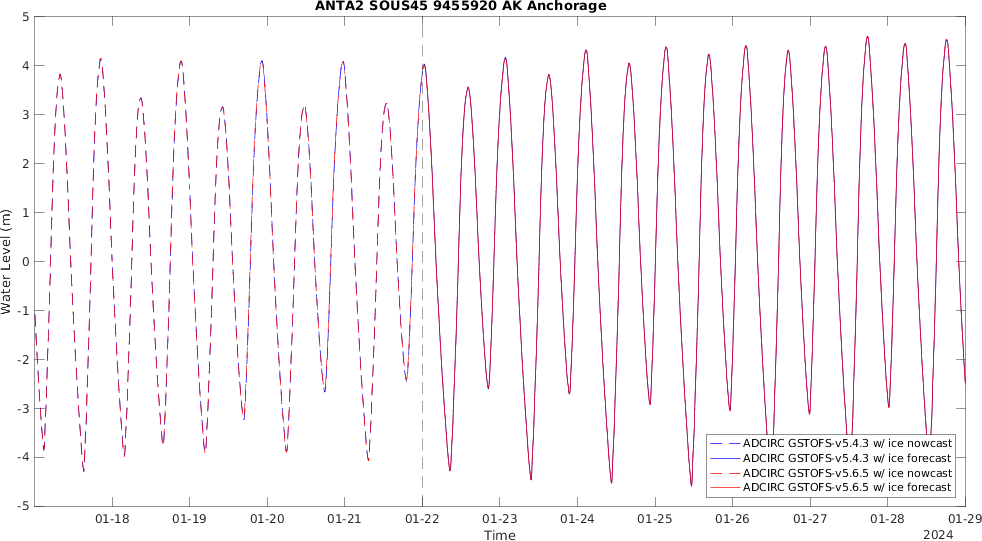 ANTA2 SOUS45 9455920 AK Anchorage
Water Level (m)
5
4
3
2
1
0
-1
-2
-3
-4
-5
ADCIRC GSTOFS-v5.4.3 w/ ice nowcast
ADCIRC GSTOFS-v5.4.3 w/ ice forecast
ADCIRC GSTOFS-v5.6.5 w/ ice nowcast
ADCIRC GSTOFS-v5.6.5 w/ ice forecast
01-18 01-19 01-20 01-21 01-22 01-23 01-24 01-25 01-26 01-27 01-28 01-29
Time
2024